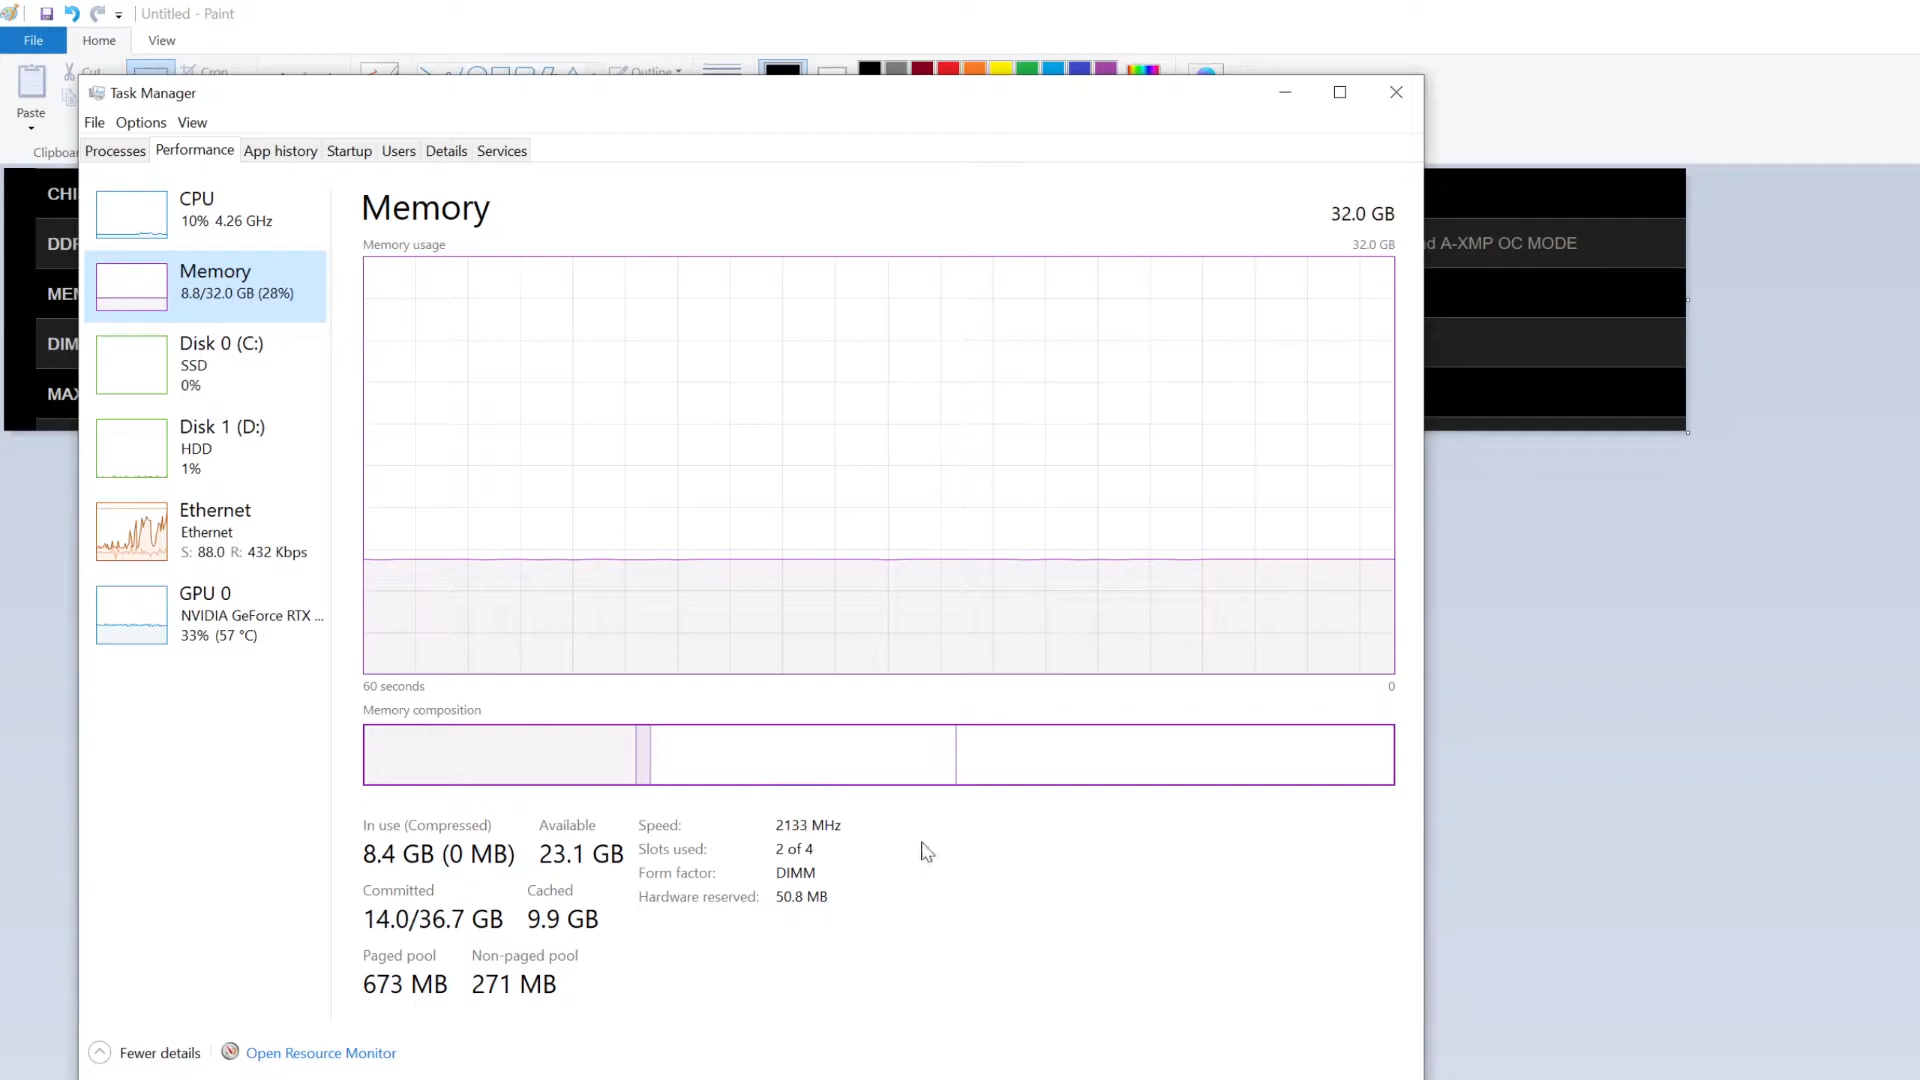 Untitled - Paint
File Home View
Cut Crop Outline
Paste
Task Manager
File Options View
Processes Performance App history Startup Users Details Services
CPU
10% 4.26 GHz
Memory
8.8/32.0 GB (28%)
Disk 0 (C:)
SSD
0%
Disk 1 (D:)
HDD
1%
Ethernet
Ethernet
S: 88.0 R: 432 Kbps
GPU 0
NVIDIA GeForce RTX ...
33% (57 °C)
Memory 32.0 GB
Memory usage 32.0 GB
60 seconds 0
Memory composition
In use (Compressed) Available
8.4 GB (0 MB) 23.1 GB
Committed Cached
14.0/36.7 GB 9.9 GB
Paged pool Non-paged pool
673 MB 271 MB
Speed: 2133 MHz
Slots used: 2 of 4
Form factor: DIMM
Hardware reserved: 50.8 MB
Fewer details Open Resource Monitor
A-XMP OC MODE